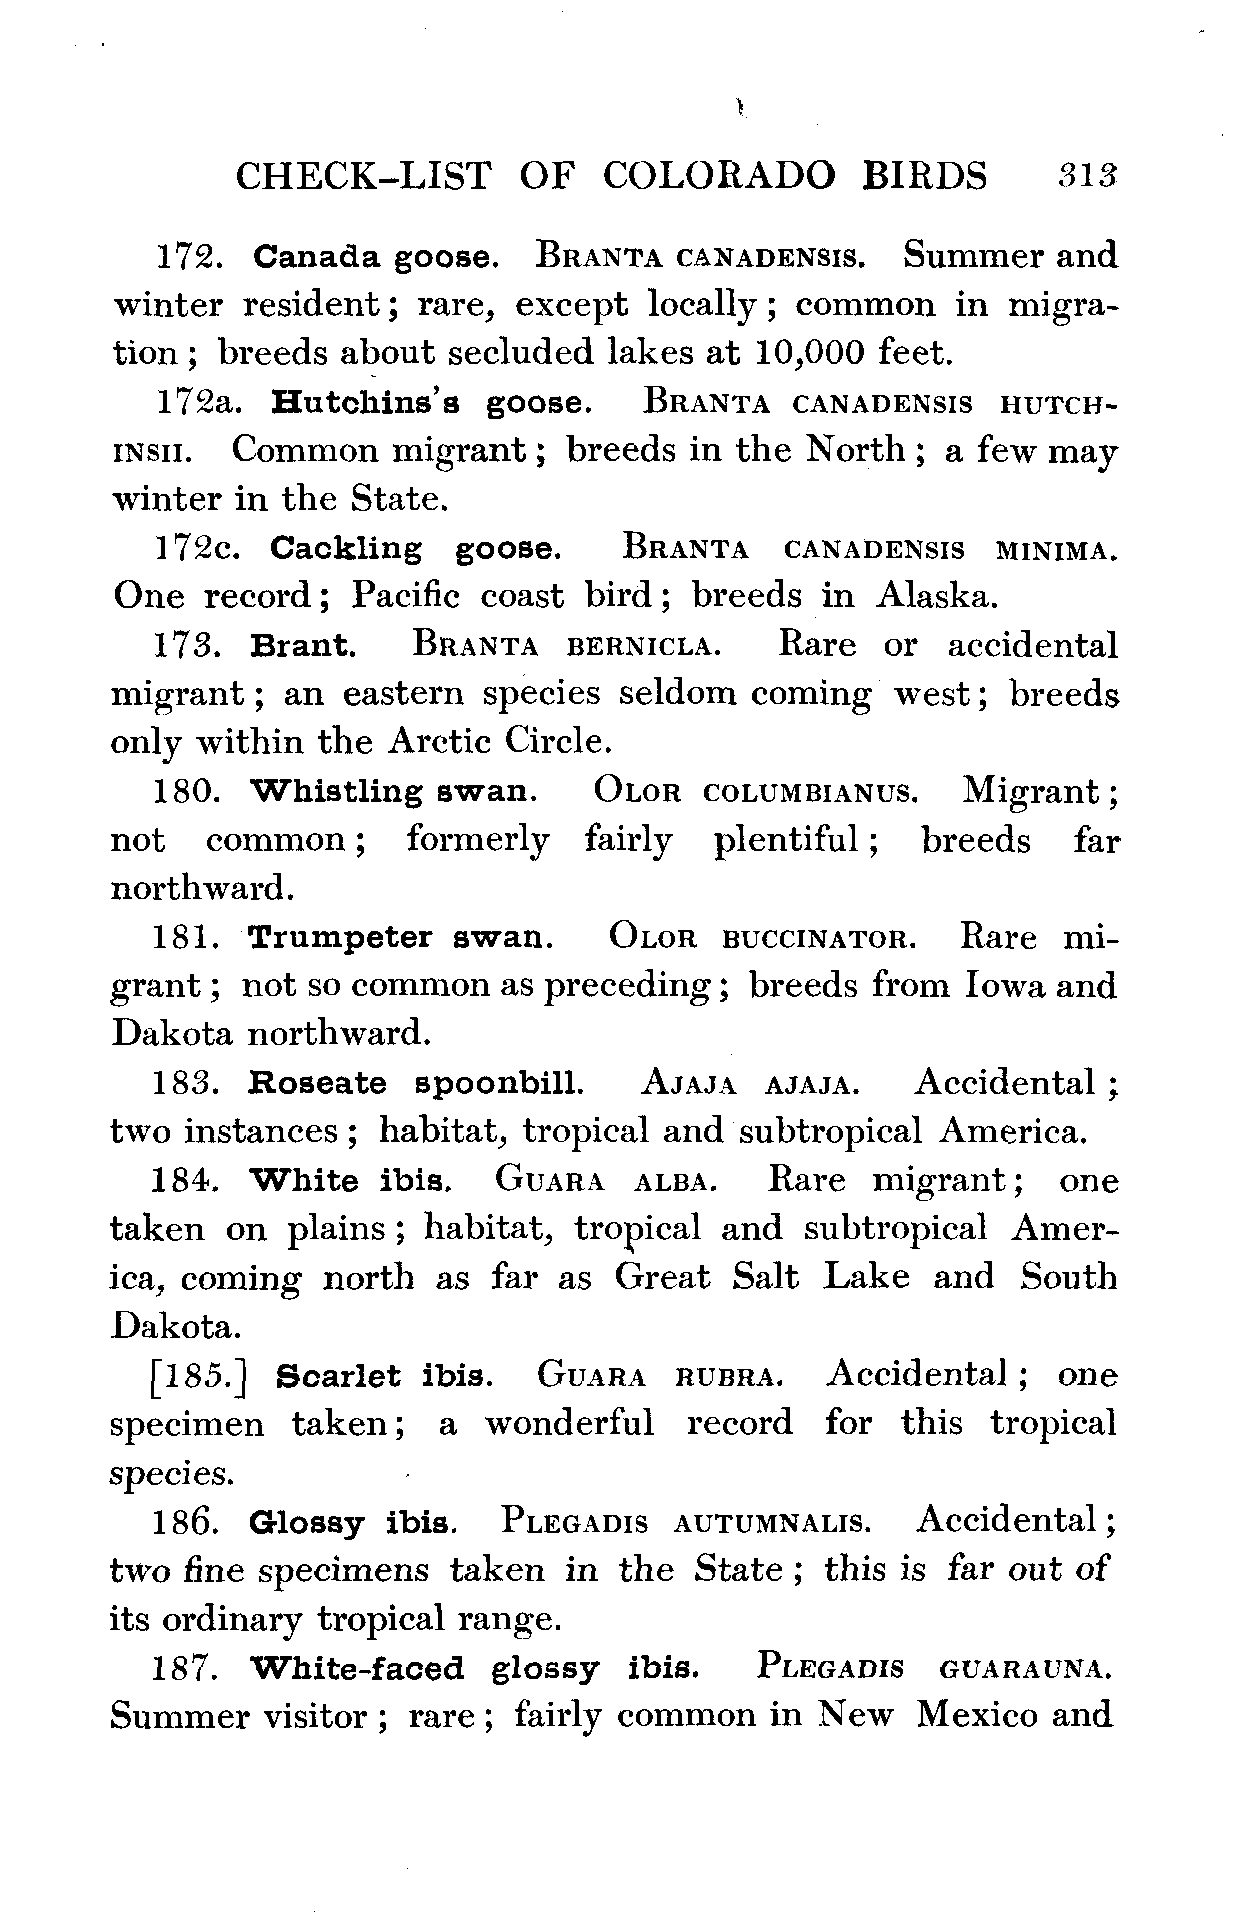 CHECK-LIST OF COLORADO BIRDS 313
172. Canada goose. BRANTA CANADENSIS. Summer and
winter resident; rare, except locally; common in migra-
tion; breeds about secluded lakes at 10,000 feet.
172a. Hutchins's goose. BRANTA CANADENSIS HUTCH-
INSII. Common migrant; breeds in the North; a few may
winter in the State.
172c. Cackling goose. BRANTA CANADENSIS MINIMA.
One record; Pacific coast bird; breeds in Alaska.
173. Brant. BRANTA BERNICLA. Rare or accidental
migrant; an eastern species seldom coming west; breeds
only within the Arctic Circle.
180. Whistling swan. OLOR COLUMBIANUS. Migrant;
not common; formerly fairly plentiful; breeds far
northward.
181. Trumpeter swan. OLOR BUCCINATOR. Rare mi-
grant; not so common as preceding; breeds from Iowa and
Dakota northward.
183. Roseate spoonbill. AJAJA AJAJA. Accidental;
two instances; habitat, tropical and subtropical America.
184. White ibis. GUARA ALBA. Rare migrant; one
taken on plains; habitat, tropical and subtropical Amer-
ica, coming north as far as Great Salt Lake and South
Dakota.
[185.] Scarlet ibis. GUARA RUBRA. Accidental; one
specimen taken; a wonderful record for this tropical
species.
186. Glossy ibis. PLEGADIS AUTUMNALIS. Accidental;
two fine specimens taken in the State; this is far out of
its ordinary tropical range.
187. White-faced glossy ibis. PLEGADIS GUARAUNA.
Summer visitor; rare; fairly common in New Mexico and